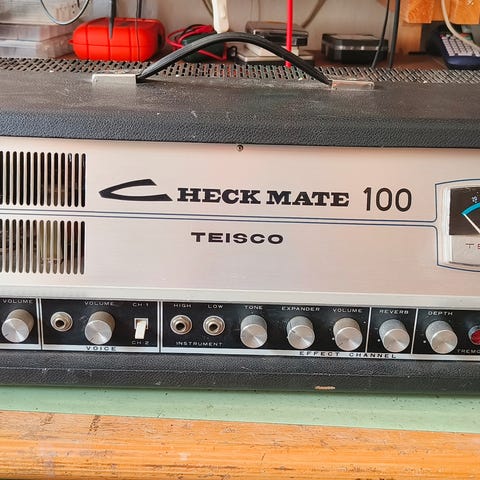 CHECK MATE 100
TEISCO
VOLUME
VOLUME
CH-1
CH-2
VOICE
HIGH
LOW
INSTRUMENT
TONE
EXPANDER
VOLUME
REVERB
EFFECT CHANNEL
DEPTH